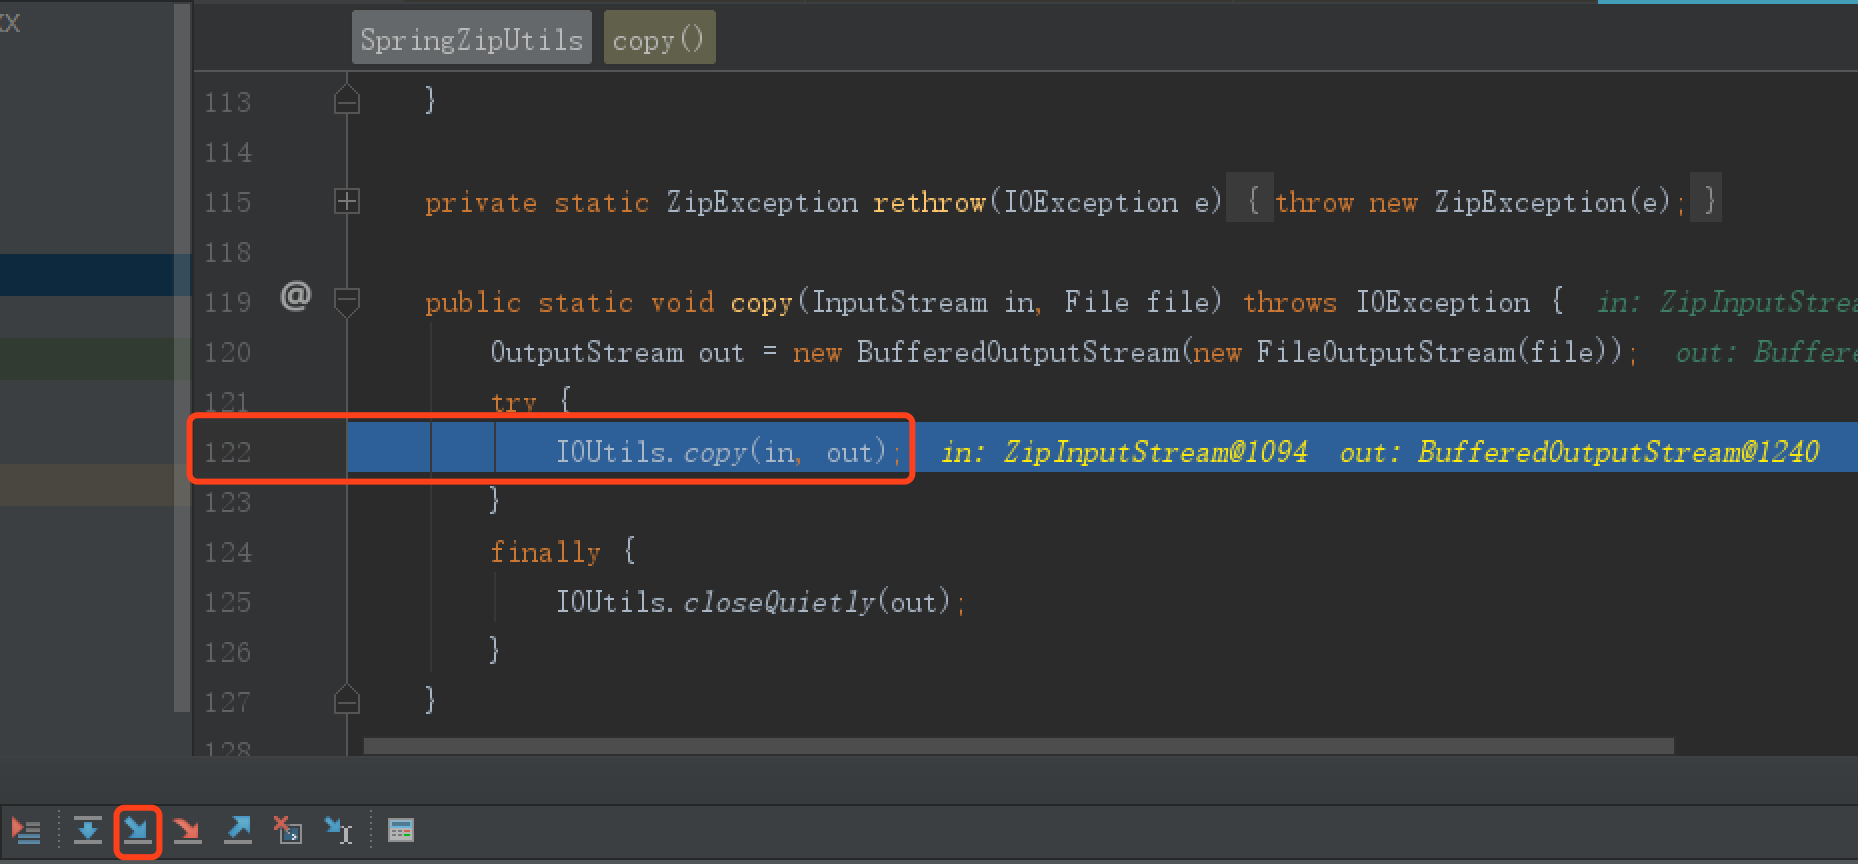 SpringZipUtils copy()
113 }
114
115 private static ZipException rethrow(IOException e) { throw new ZipException(e); }
118
119 @ public static void copy(InputStream in, File file) throws IOException { in: ZipInputStrea
120 OutputStream out = new BufferedOutputStream(new FileOutputStream(file)); out: Buffere
121 try {
122 IOUtils.copy(in, out); in: ZipInputStream@1094 out: BufferedOutputStream@1240
123 }
124 finally {
125 IOUtils.closeQuietly(out);
126 }
127 }
128